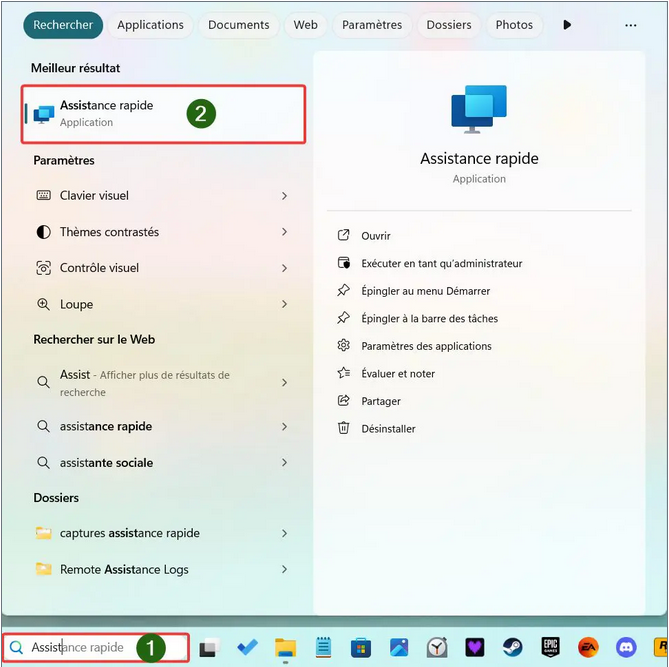 Rechercher Applications Documents Web Paramètres Dossiers Photos ...
Meilleur résultat
Assistance rapide
Application
2
Paramètres
Clavier visuel
Thèmes contrastés
Contrôle visuel
Loupe
Rechercher sur le Web
Assist - Afficher plus de résultats de
recherche
assistance rapide
assistante sociale
Dossiers
captures assistance rapide
Remote Assistance Logs
Assistance rapide
Application
Ouvrir
Exécuter en tant qu'administrateur
Épingler au menu Démarrer
Épingler à la barre des tâches
Paramètres des applications
Évaluer et noter
Partager
Désinstaller
Assistance rapide
1
EPIC
GAMES
EA
R